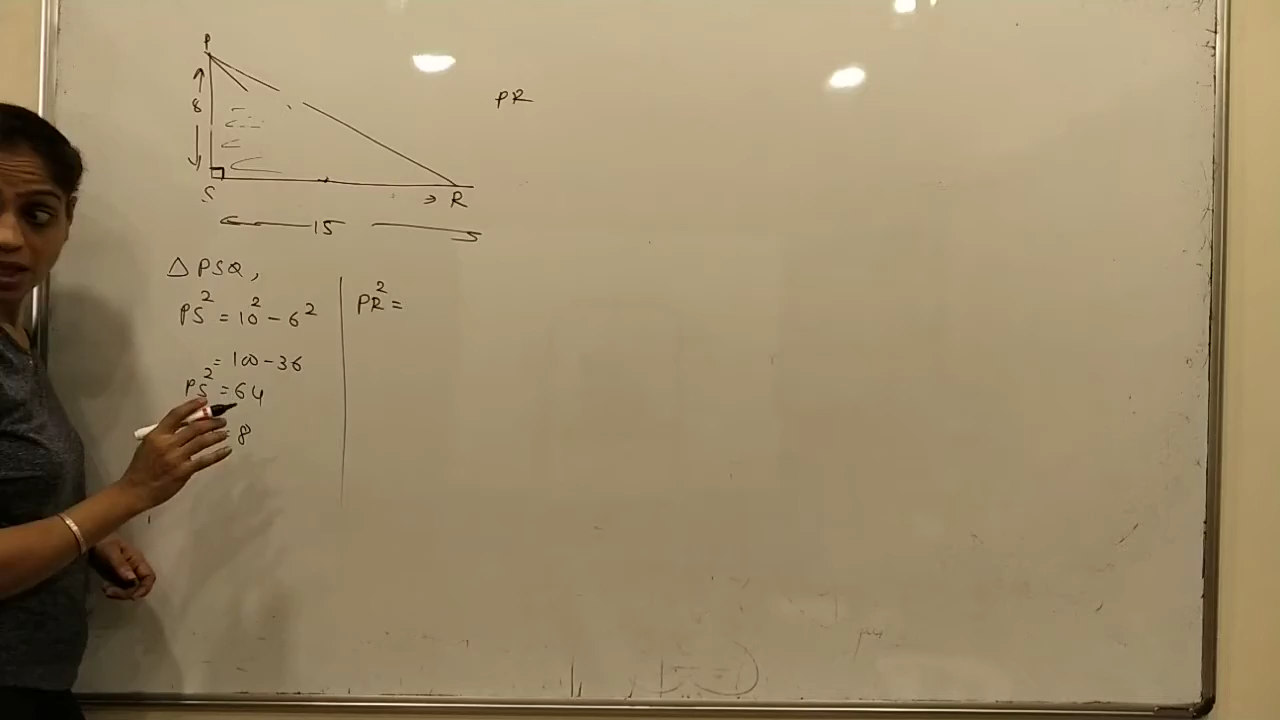 P
8
PR
S
R
15
△ PSQ,
PS² = 10² - 6²
= 100 - 36
PS² = 64
= 8
PR² =